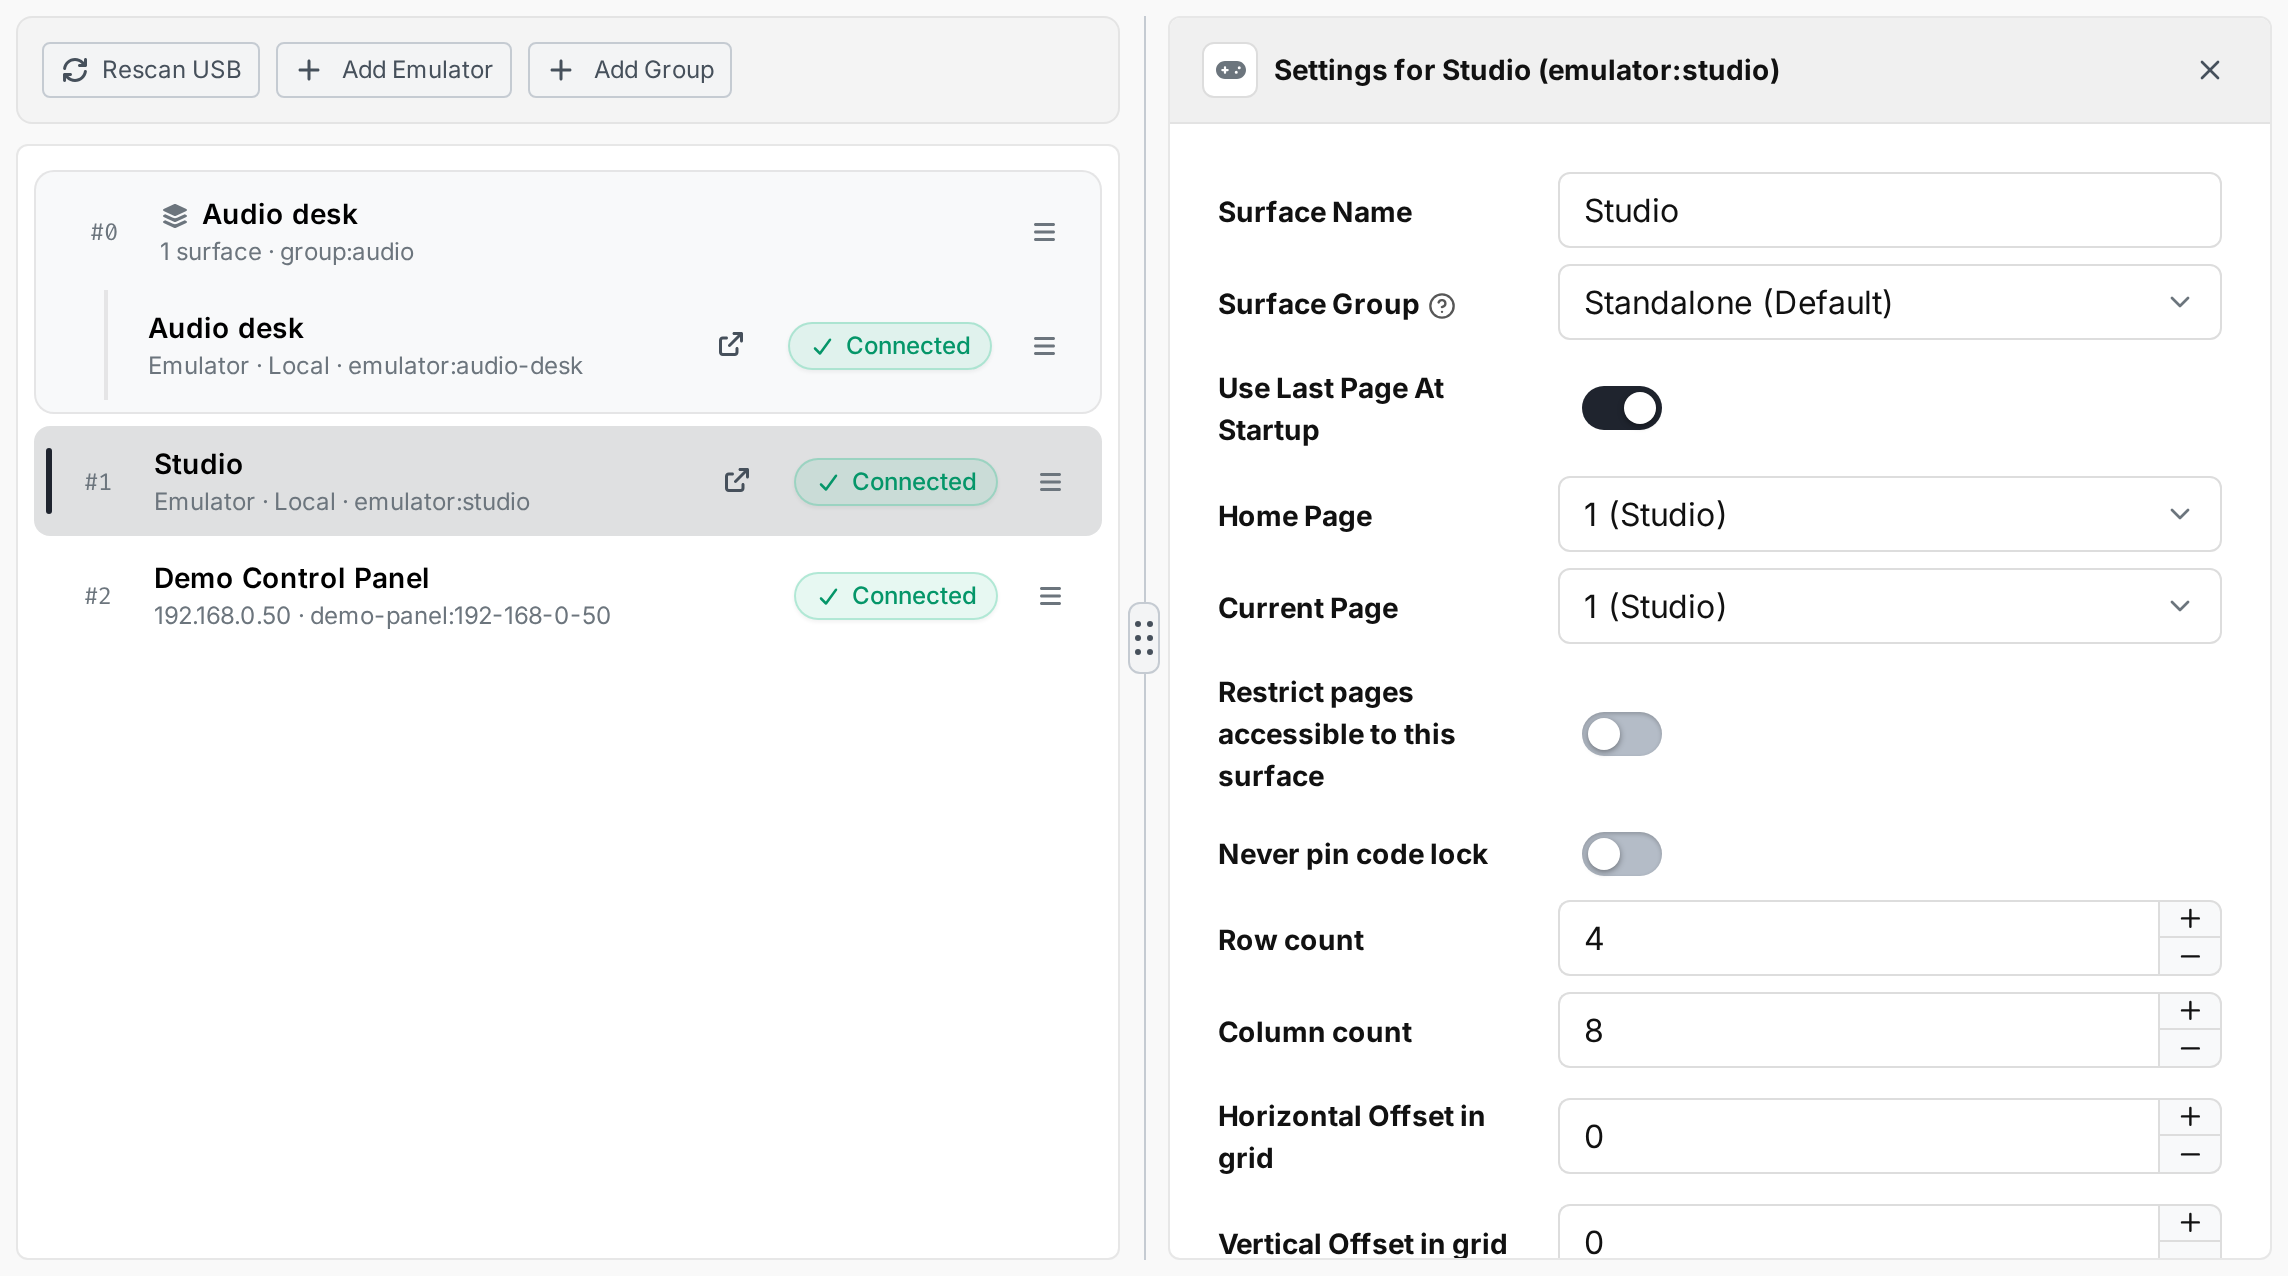 Rescan USB
Add Emulator
Add Group
#0
Audio desk
1 surface · group:audio
Audio desk
Emulator · Local · emulator:audio-desk
Connected
#1
Studio
Emulator · Local · emulator:studio
Connected
#2
Demo Control Panel
192.168.0.50 · demo-panel:192-168-0-50
Connected
Settings for Studio (emulator:studio)
Surface Name
Studio
Surface Group
Standalone (Default)
Use Last Page At
Startup
Home Page
1 (Studio)
Current Page
1 (Studio)
Restrict pages
accessible to this
surface
Never pin code lock
Row count
4
Column count
8
Horizontal Offset in
grid
0
Vertical Offset in grid
0